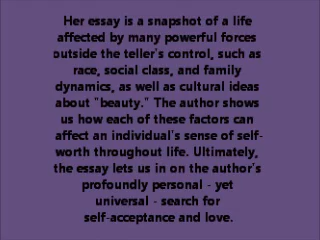 Her essay is a snapshot of a life
affected by many powerful forces
outside the teller's control, such as
race, social class, and family
dynamics, as well as cultural ideas
about "beauty." The author shows
us how each of these factors can
affect an individual's sense of self-
worth throughout life. Ultimately,
the essay lets us in on the author's
profoundly personal - yet
universal - search for
self-acceptance and love.